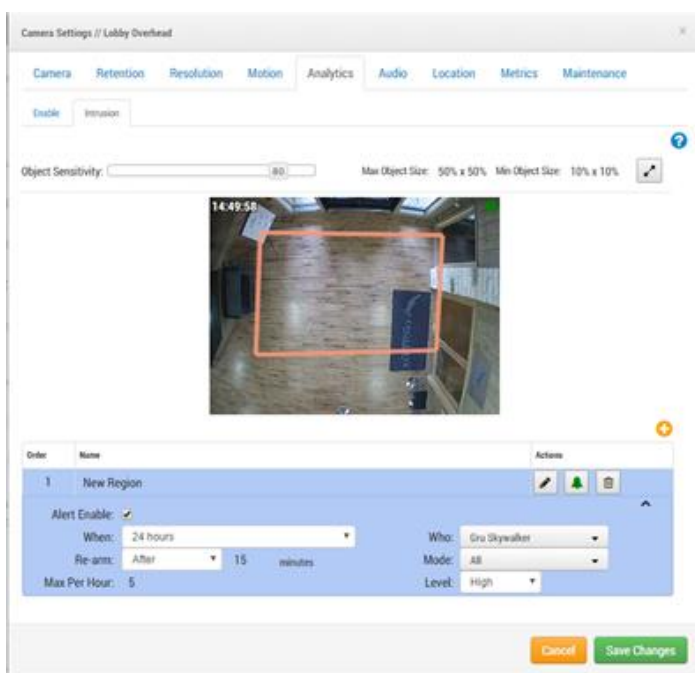 Camera Settings // Lobby Overhead ×
Camera Retention Resolution Motion Analytics Audio Location Metrics Maintenance
Enable Intrusion
?
Object Sensitivity: 80 Max Object Size: 50% x 50% Min Object Size: 10% x 10%
14:49:58
Order Name Actions
1 New Region
Alert Enable:
When: 24 hours Who: Gru Skywalker
Re-arm: After 15 minutes Mode: All
Max Per Hour: 5 Level: High
Cancel Save Changes